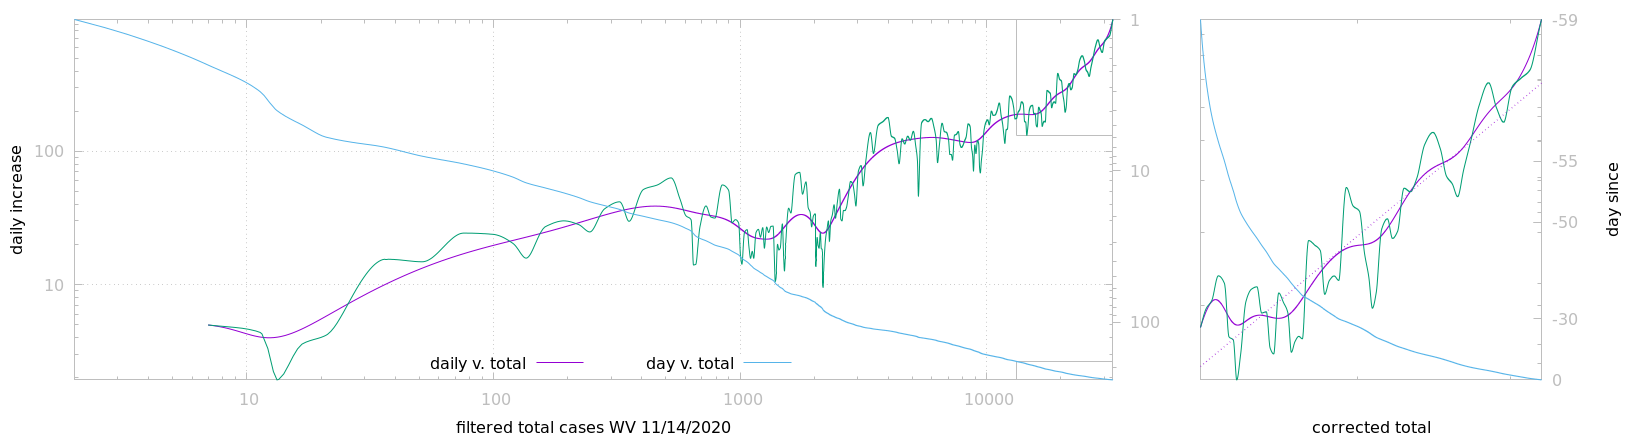 daily increase
100
10
10
100
1000
10000
1
10
100
daily v. total
day v. total
filtered total cases WV 11/14/2020
-59
-55
-50
-30
0
day since
corrected total